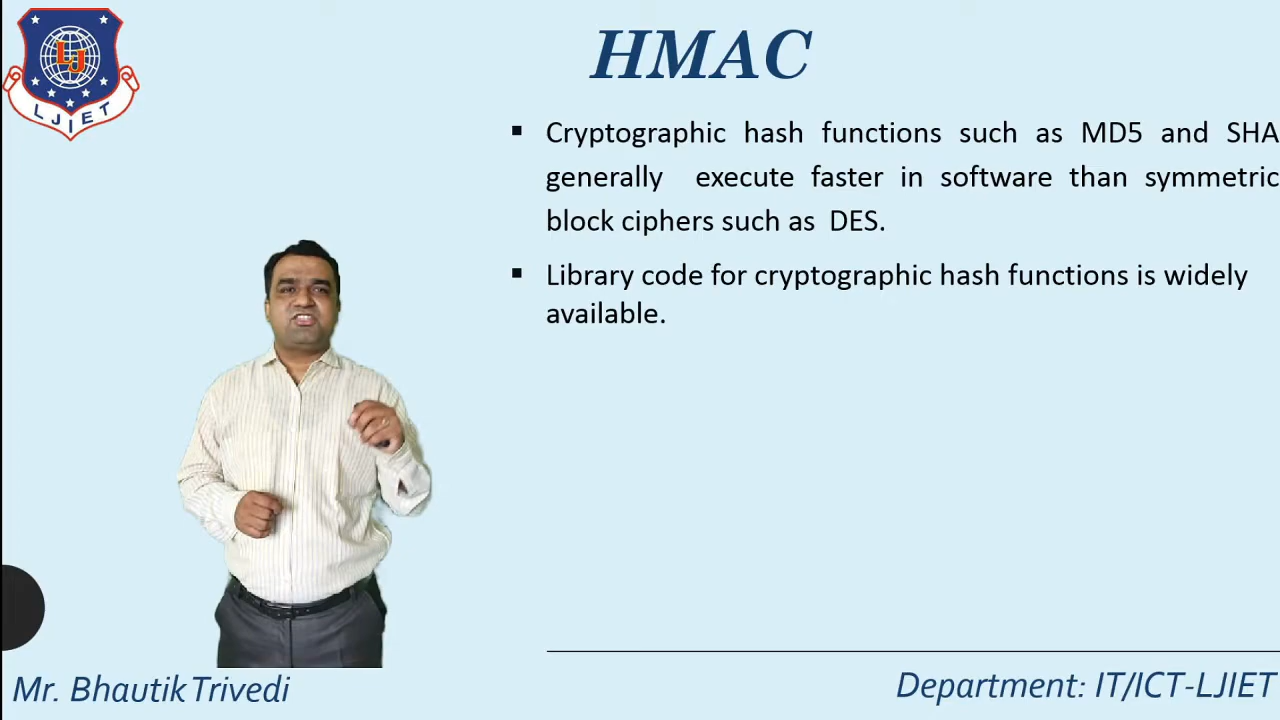 LJ
LJIET
HMAC
▪ Cryptographic hash functions such as MD5 and SHA
generally execute faster in software than symmetric
block ciphers such as DES.
▪ Library code for cryptographic hash functions is widely
available.
Mr. Bhautik Trivedi
Department: IT/ICT-LJIET